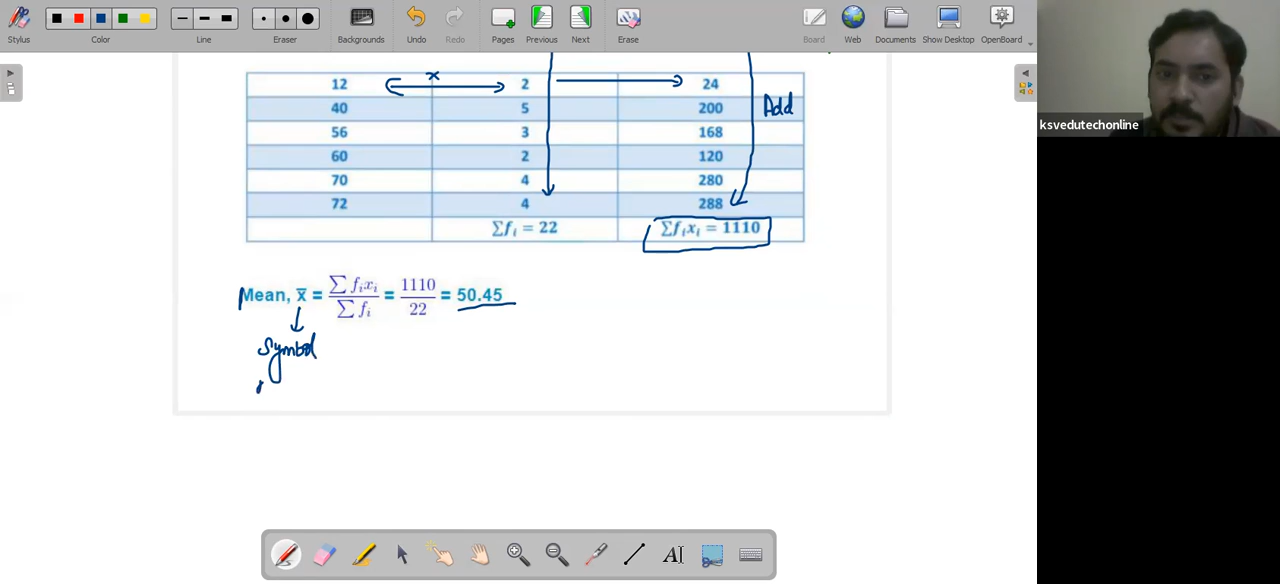 Stylus
Color
Line
Eraser
Backgrounds
Undo
Redo
Pages
Previous
Next
Erase
Board
Web
Documents
Show Desktop
OpenBoard
x
12 2 24
40 5 200
56 3 168
60 2 120
70 4 280
72 4 288
Add
∑fᵢ = 22 ∑fᵢxᵢ = 1110
Mean, x̅ = ∑ fᵢxᵢ / ∑ fᵢ = 1110 / 22 = 50.45
Symbol
ksvedutechonline